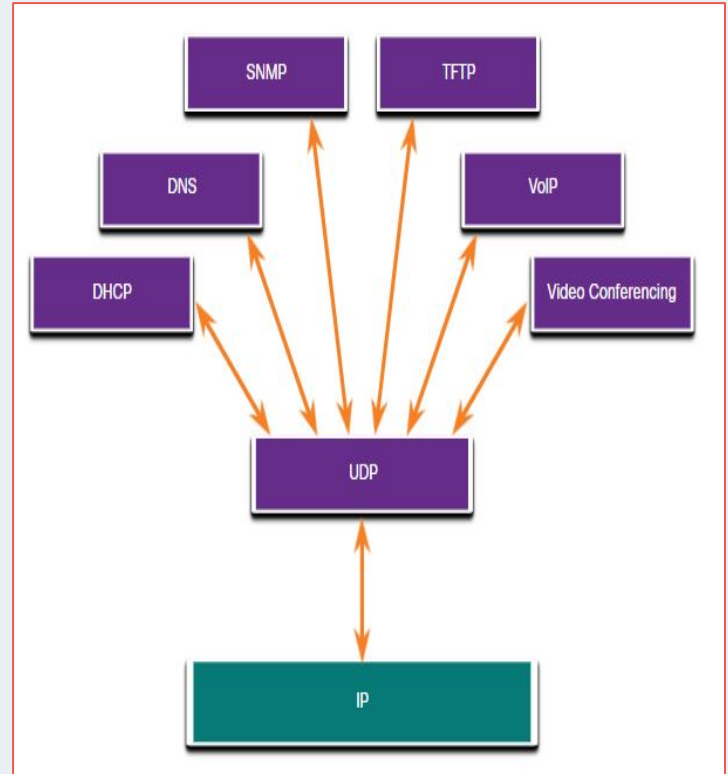 SNMP
TFTP
DNS
VoIP
DHCP
Video Conferencing
UDP
IP